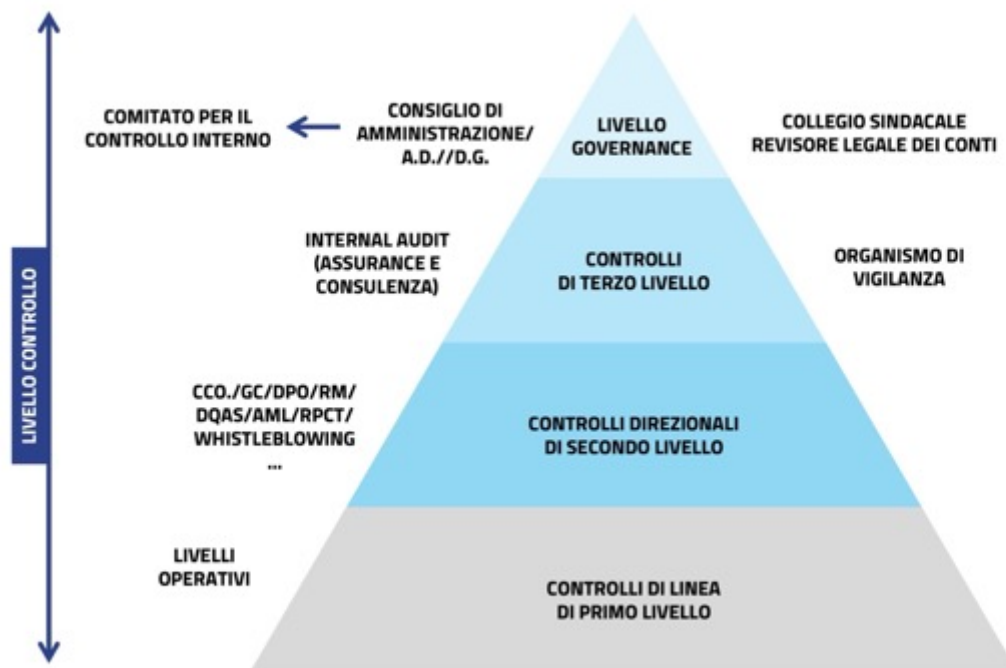 COMITATO PER IL
CONTROLLO INTERNO
CONSIGLIO DI
AMMINISTRAZIONE/
A.D.//D.G.
LIVELLO
GOVERNANCE
COLLEGIO SINDACALE
REVISORE LEGALE DEI CONTI
INTERNAL AUDIT
(ASSURANCE E
CONSULENZA)
CONTROLLI
DI TERZO LIVELLO
ORGANISMO DI
VIGILANZA
LIVELLO CONTROLLO
CCO./GC/DPO/RM/
DQAS/AML/RPCT/
WHISTLEBLOWING
...
CONTROLLI DIREZIONALI
DI SECONDO LIVELLO
LIVELLI
OPERATIVI
CONTROLLI DI LINEA
DI PRIMO LIVELLO